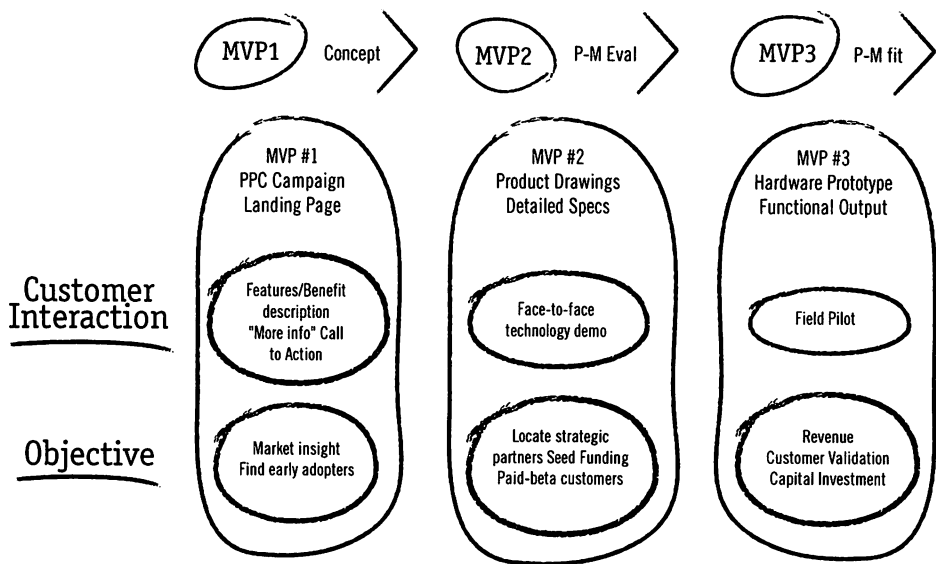 MVP1 Concept MVP2 P-M Eval MVP3 P-M fit
MVP #1
PPC Campaign
Landing Page
MVP #2
Product Drawings
Detailed Specs
MVP #3
Hardware Prototype
Functional Output
Customer
Interaction
Features/Benefit
description
"More info" Call
to Action
Face-to-face
technology demo
Field Pilot
Objective
Market insight
Find early adopters
Locate strategic
partners Seed Funding
Paid-beta customers
Revenue
Customer Validation
Capital Investment